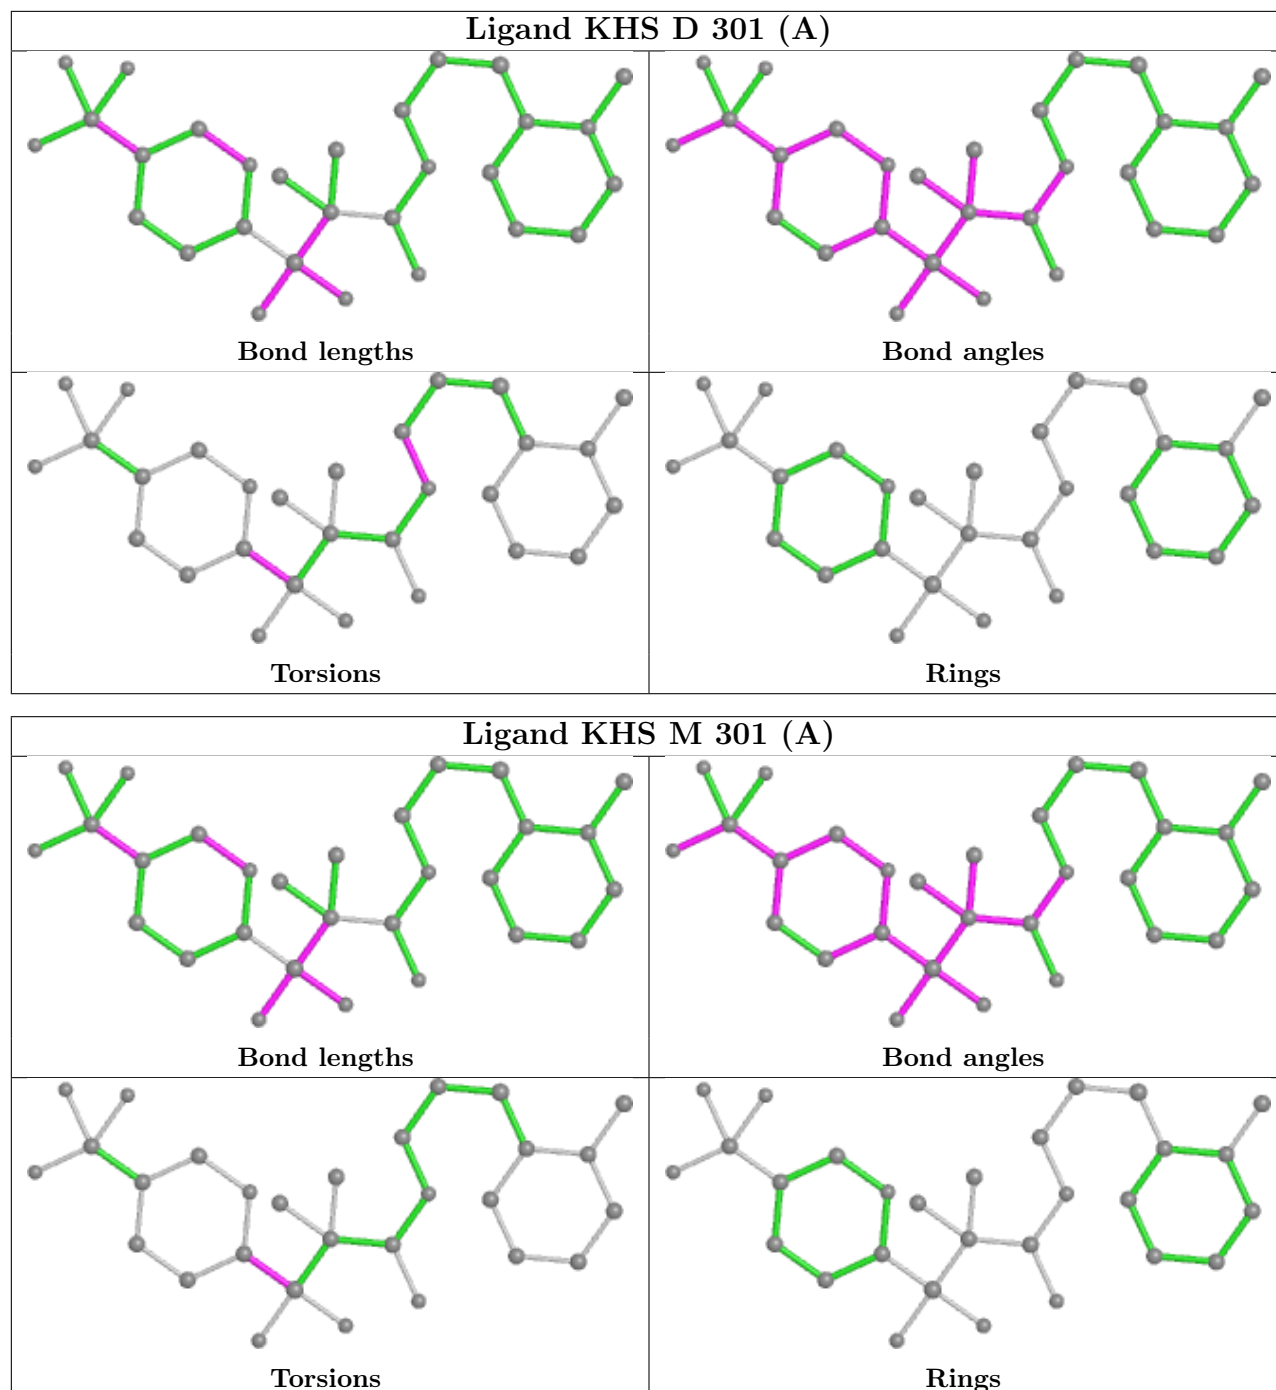 Ligand KHS D 301 (A)
Bond lengths
Bond angles
Torsions
Rings
Ligand KHS M 301 (A)
Bond lengths
Bond angles
Torsions
Rings